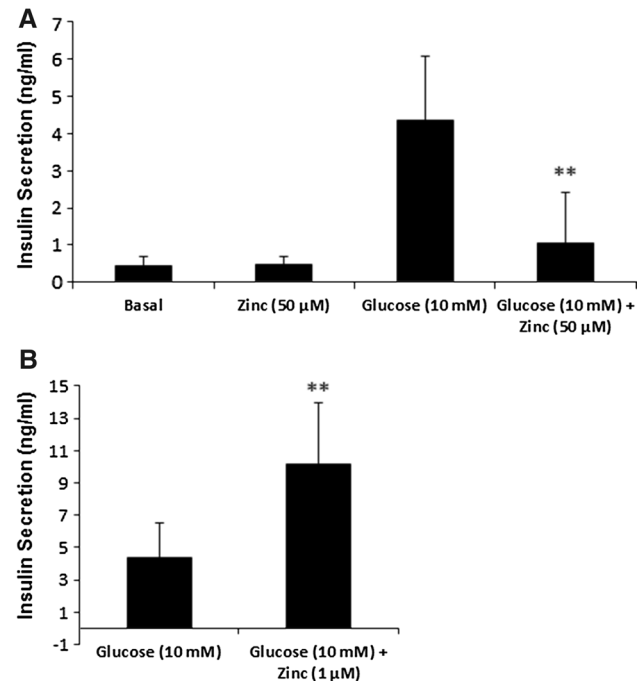 A
Insulin Secretion (ng/ml)
7
6
5
4
3
2
1
0
**
Basal
Zinc (50 µM)
Glucose (10 mM)
Glucose (10 mM) +
Zinc (50 µM)
B
Insulin Secretion (ng/ml)
15
13
11
9
7
5
3
1
-1
**
Glucose (10 mM)
Glucose (10 mM) +
Zinc (1 µM)